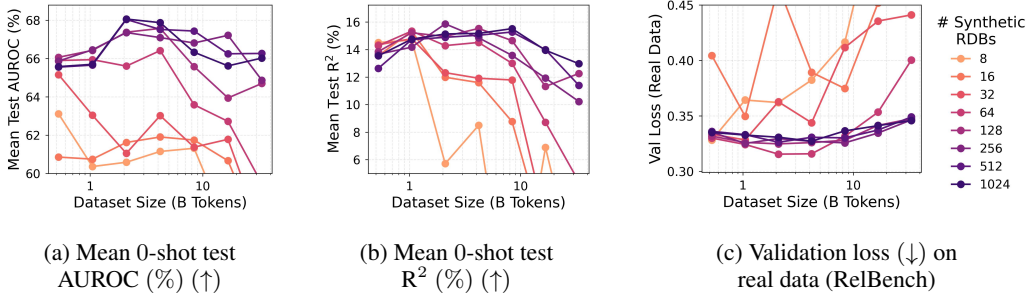 Mean Test AUROC (%)
68
66
64
62
60
1
10
Dataset Size (B Tokens)
(a) Mean 0-shot test
AUROC (%) (↑)
Mean Test R² (%)
16
14
12
10
8
6
1
10
Dataset Size (B Tokens)
(b) Mean 0-shot test
R² (%) (↑)
Val Loss (Real Data)
0.45
0.40
0.35
0.30
1
10
Dataset Size (B Tokens)
(c) Validation loss (↓) on
real data (RelBench)
# Synthetic
RDBs
8
16
32
64
128
256
512
1024